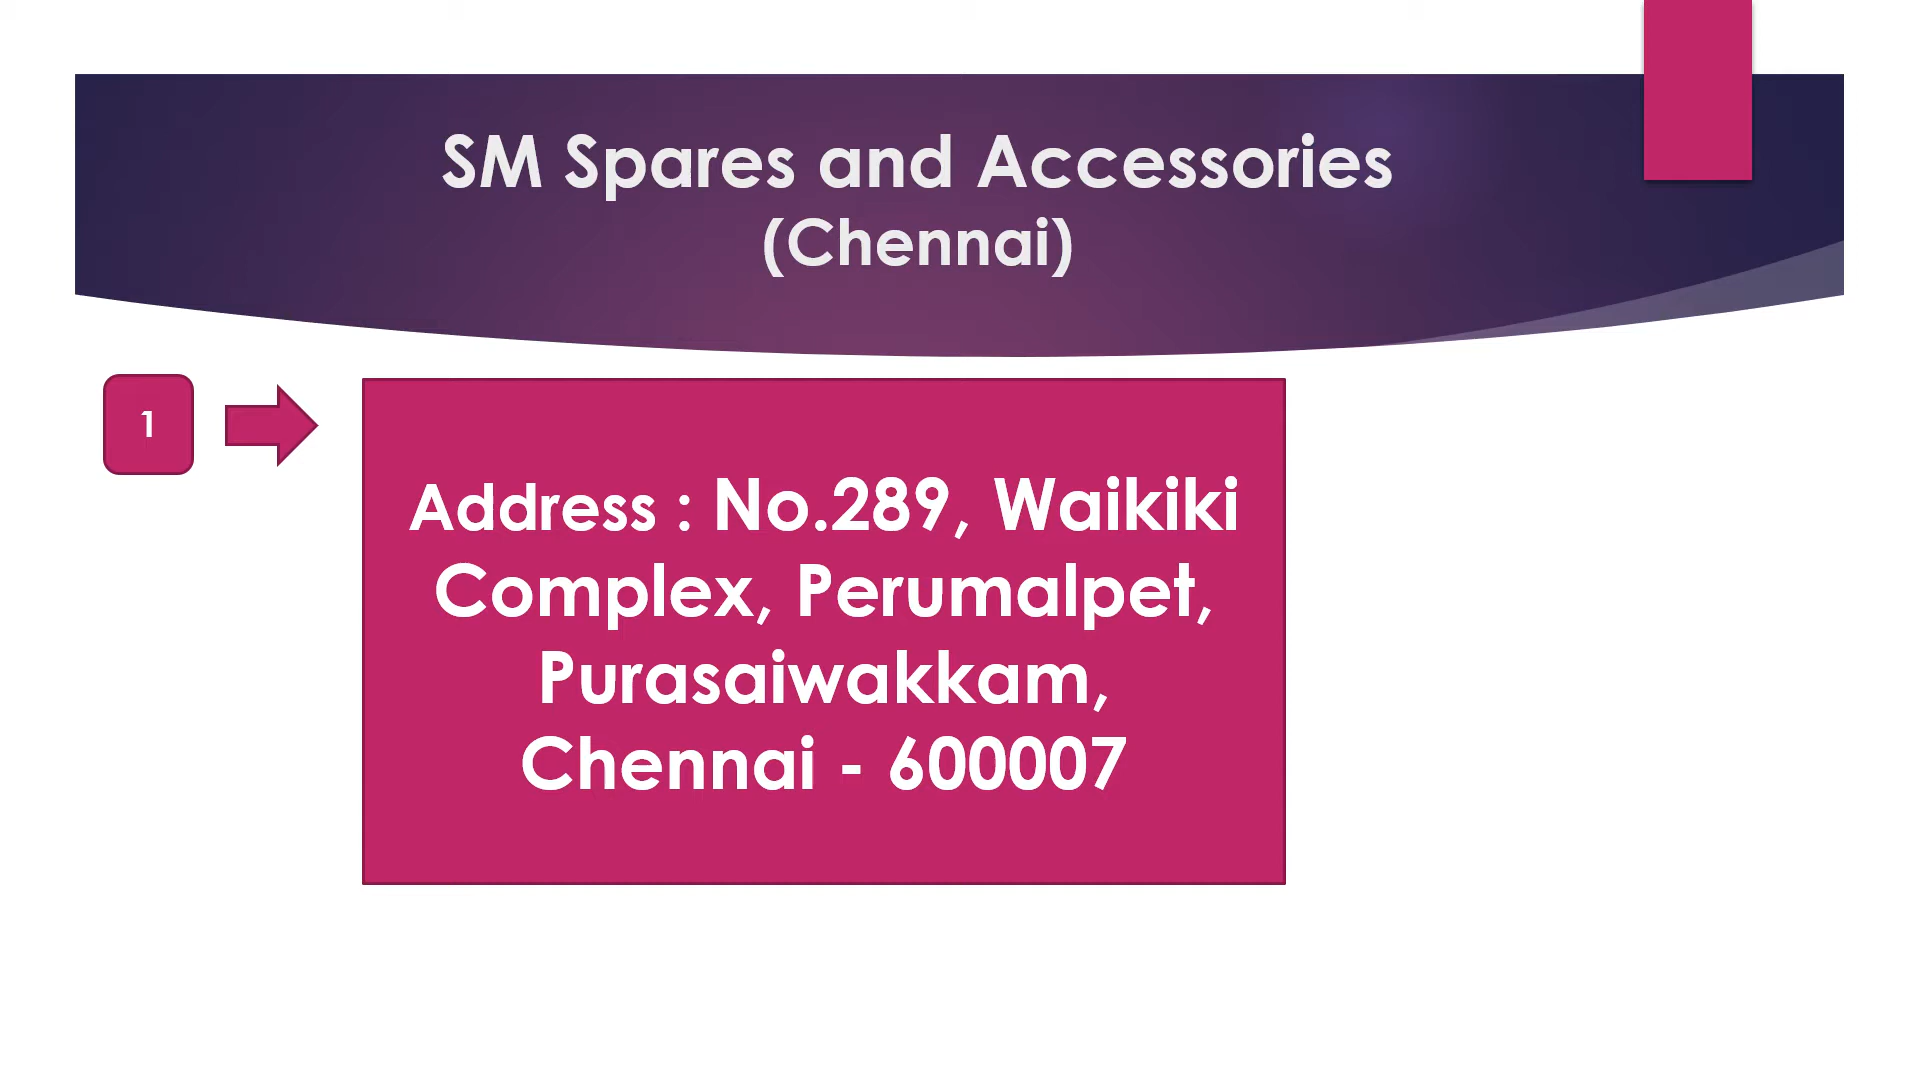 SM Spares and Accessories
(Chennai)
1
Address : No.289, Waikiki
Complex, Perumalpet,
Purasaiwakkam,
Chennai - 600007